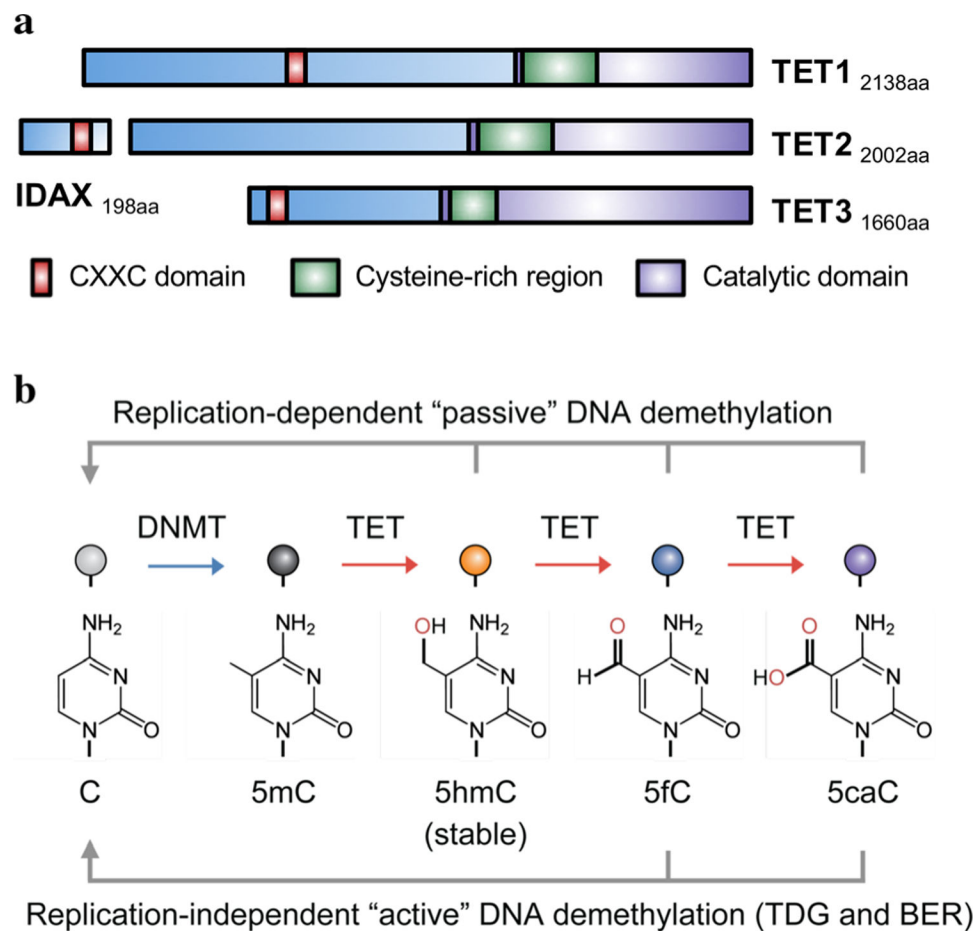 a
TET1 2138aa
TET2 2002aa
IDAX 198aa
TET3 1660aa
CXXC domain Cysteine-rich region Catalytic domain
b
Replication-dependent “passive” DNA demethylation
DNMT TET TET TET
NH2 NH2 OH NH2 O NH2 O NH2
N N N H N HO N
N O N O N O N O N O
C 5mC 5hmC 5fC 5caC
(stable)
Replication-independent “active” DNA demethylation (TDG and BER)